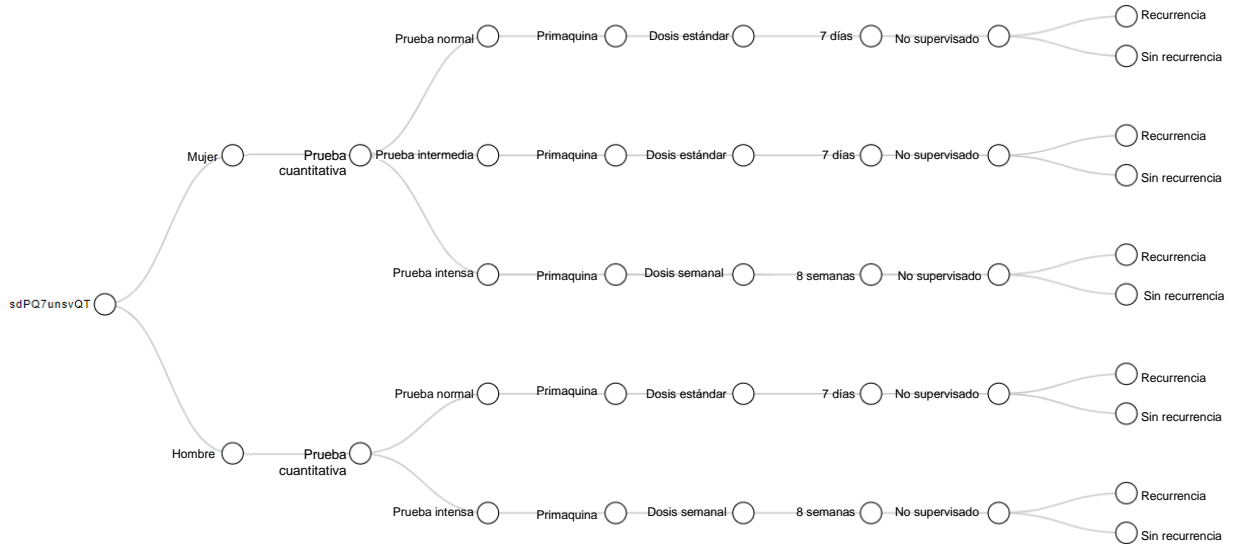 Prueba normal Primaquina Dosis estándar 7 días No supervisado Recurrencia
Sin recurrencia
Mujer Prueba
cuantitativa
Prueba intermedia Primaquina Dosis estándar 7 días No supervisado Recurrencia
Sin recurrencia
Prueba intensa Primaquina Dosis semanal 8 semanas No supervisado Recurrencia
Sin recurrencia
sdPQ7unsvQT
Prueba normal Primaquina Dosis estándar 7 días No supervisado Recurrencia
Sin recurrencia
Hombre Prueba
cuantitativa
Prueba intensa Primaquina Dosis semanal 8 semanas No supervisado Recurrencia
Sin recurrencia